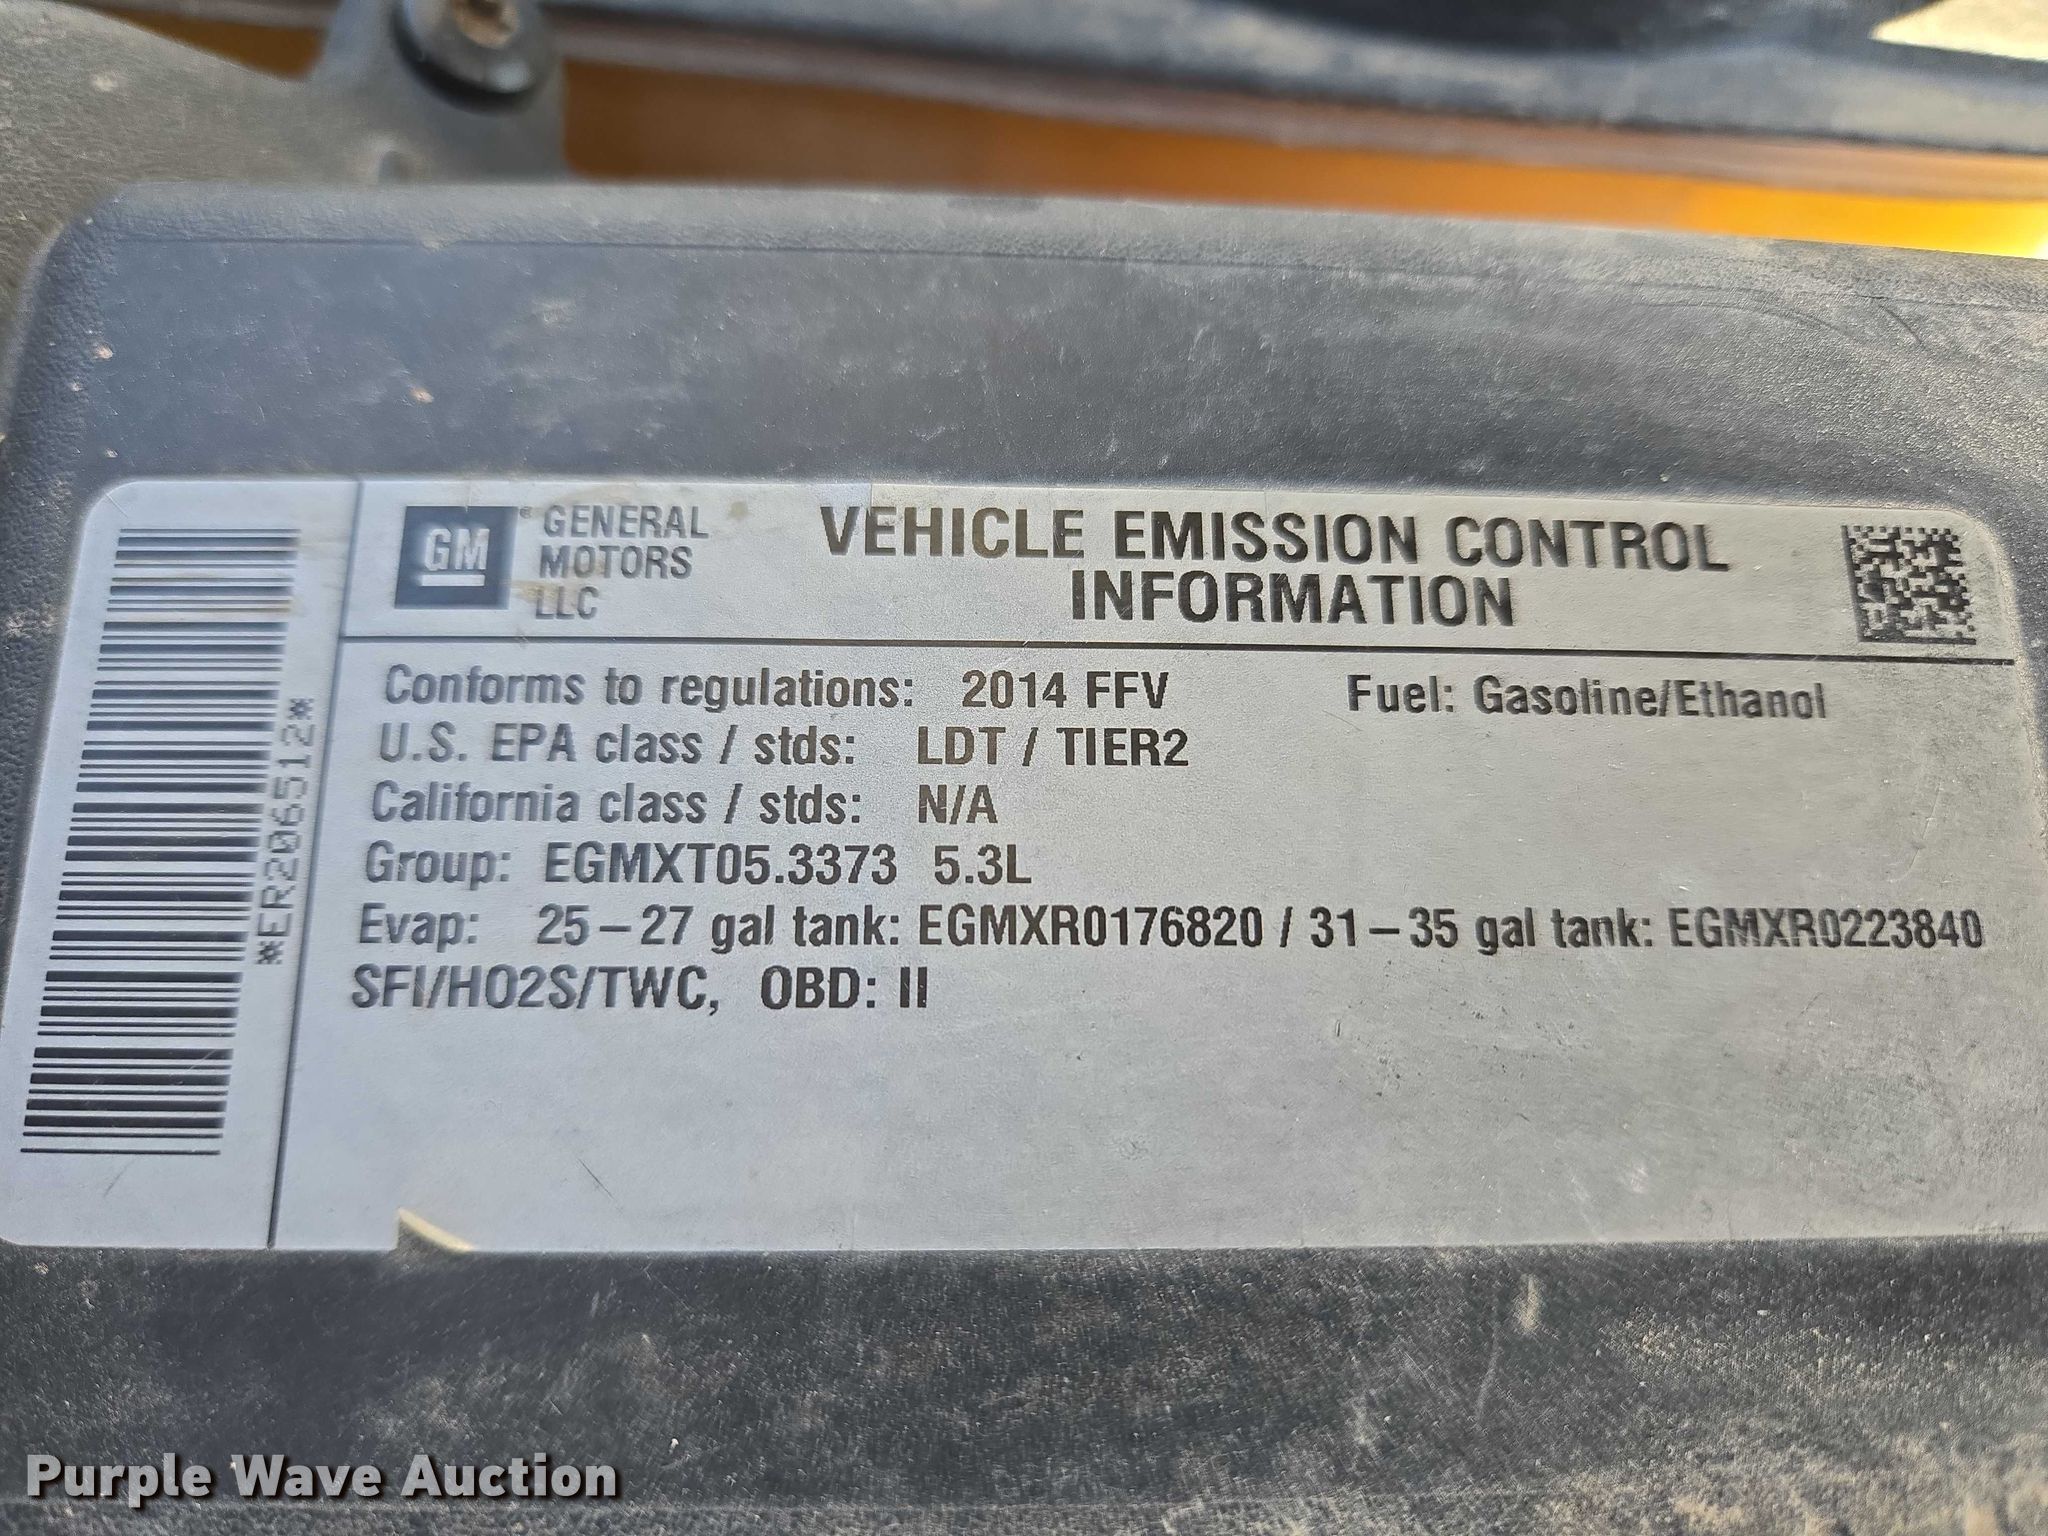 GM
® GENERAL
MOTORS
LLC
VEHICLE EMISSION CONTROL
INFORMATION
*ER206512*
Conforms to regulations: 2014 FFV Fuel: Gasoline/Ethanol
U.S. EPA class / stds: LDT / TIER2
California class / stds: N/A
Group: EGMXT05.3373 5.3L
Evap: 25–27 gal tank: EGMXR0176820 / 31–35 gal tank: EGMXR0223840
SFI/HO2S/TWC, OBD: II
Purple Wave Auction